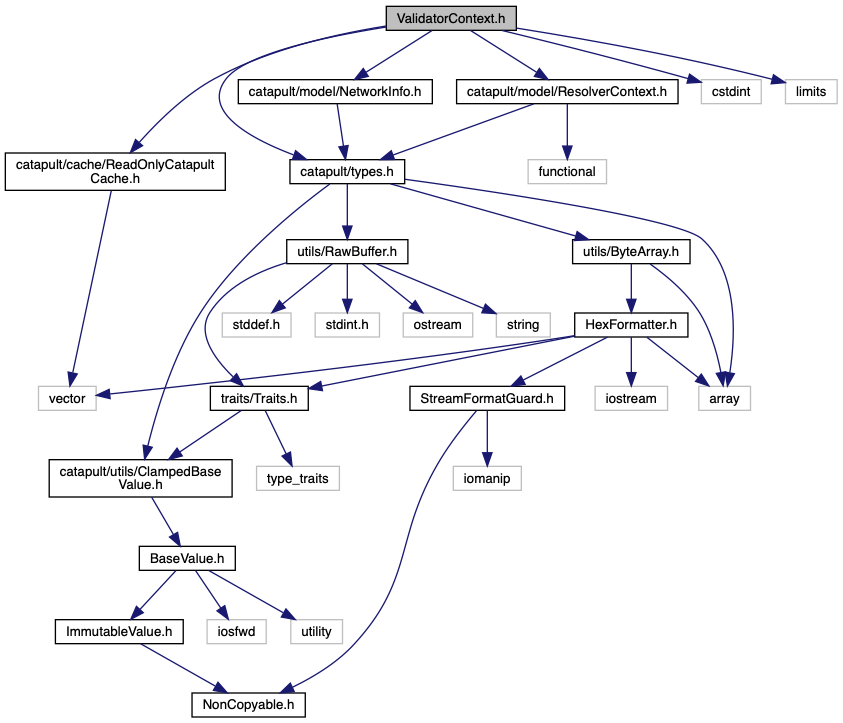 ValidatorContext.h
catapult/model/NetworkInfo.h
catapult/model/ResolverContext.h
cstdint
limits
catapult/cache/ReadOnlyCatapult
Cache.h
catapult/types.h
functional
utils/RawBuffer.h
utils/ByteArray.h
stddef.h
stdint.h
ostream
string
HexFormatter.h
vector
traits/Traits.h
StreamFormatGuard.h
iostream
array
catapult/utils/ClampedBase
Value.h
type_traits
iomanip
BaseValue.h
ImmutableValue.h
iosfwd
utility
NonCopyable.h